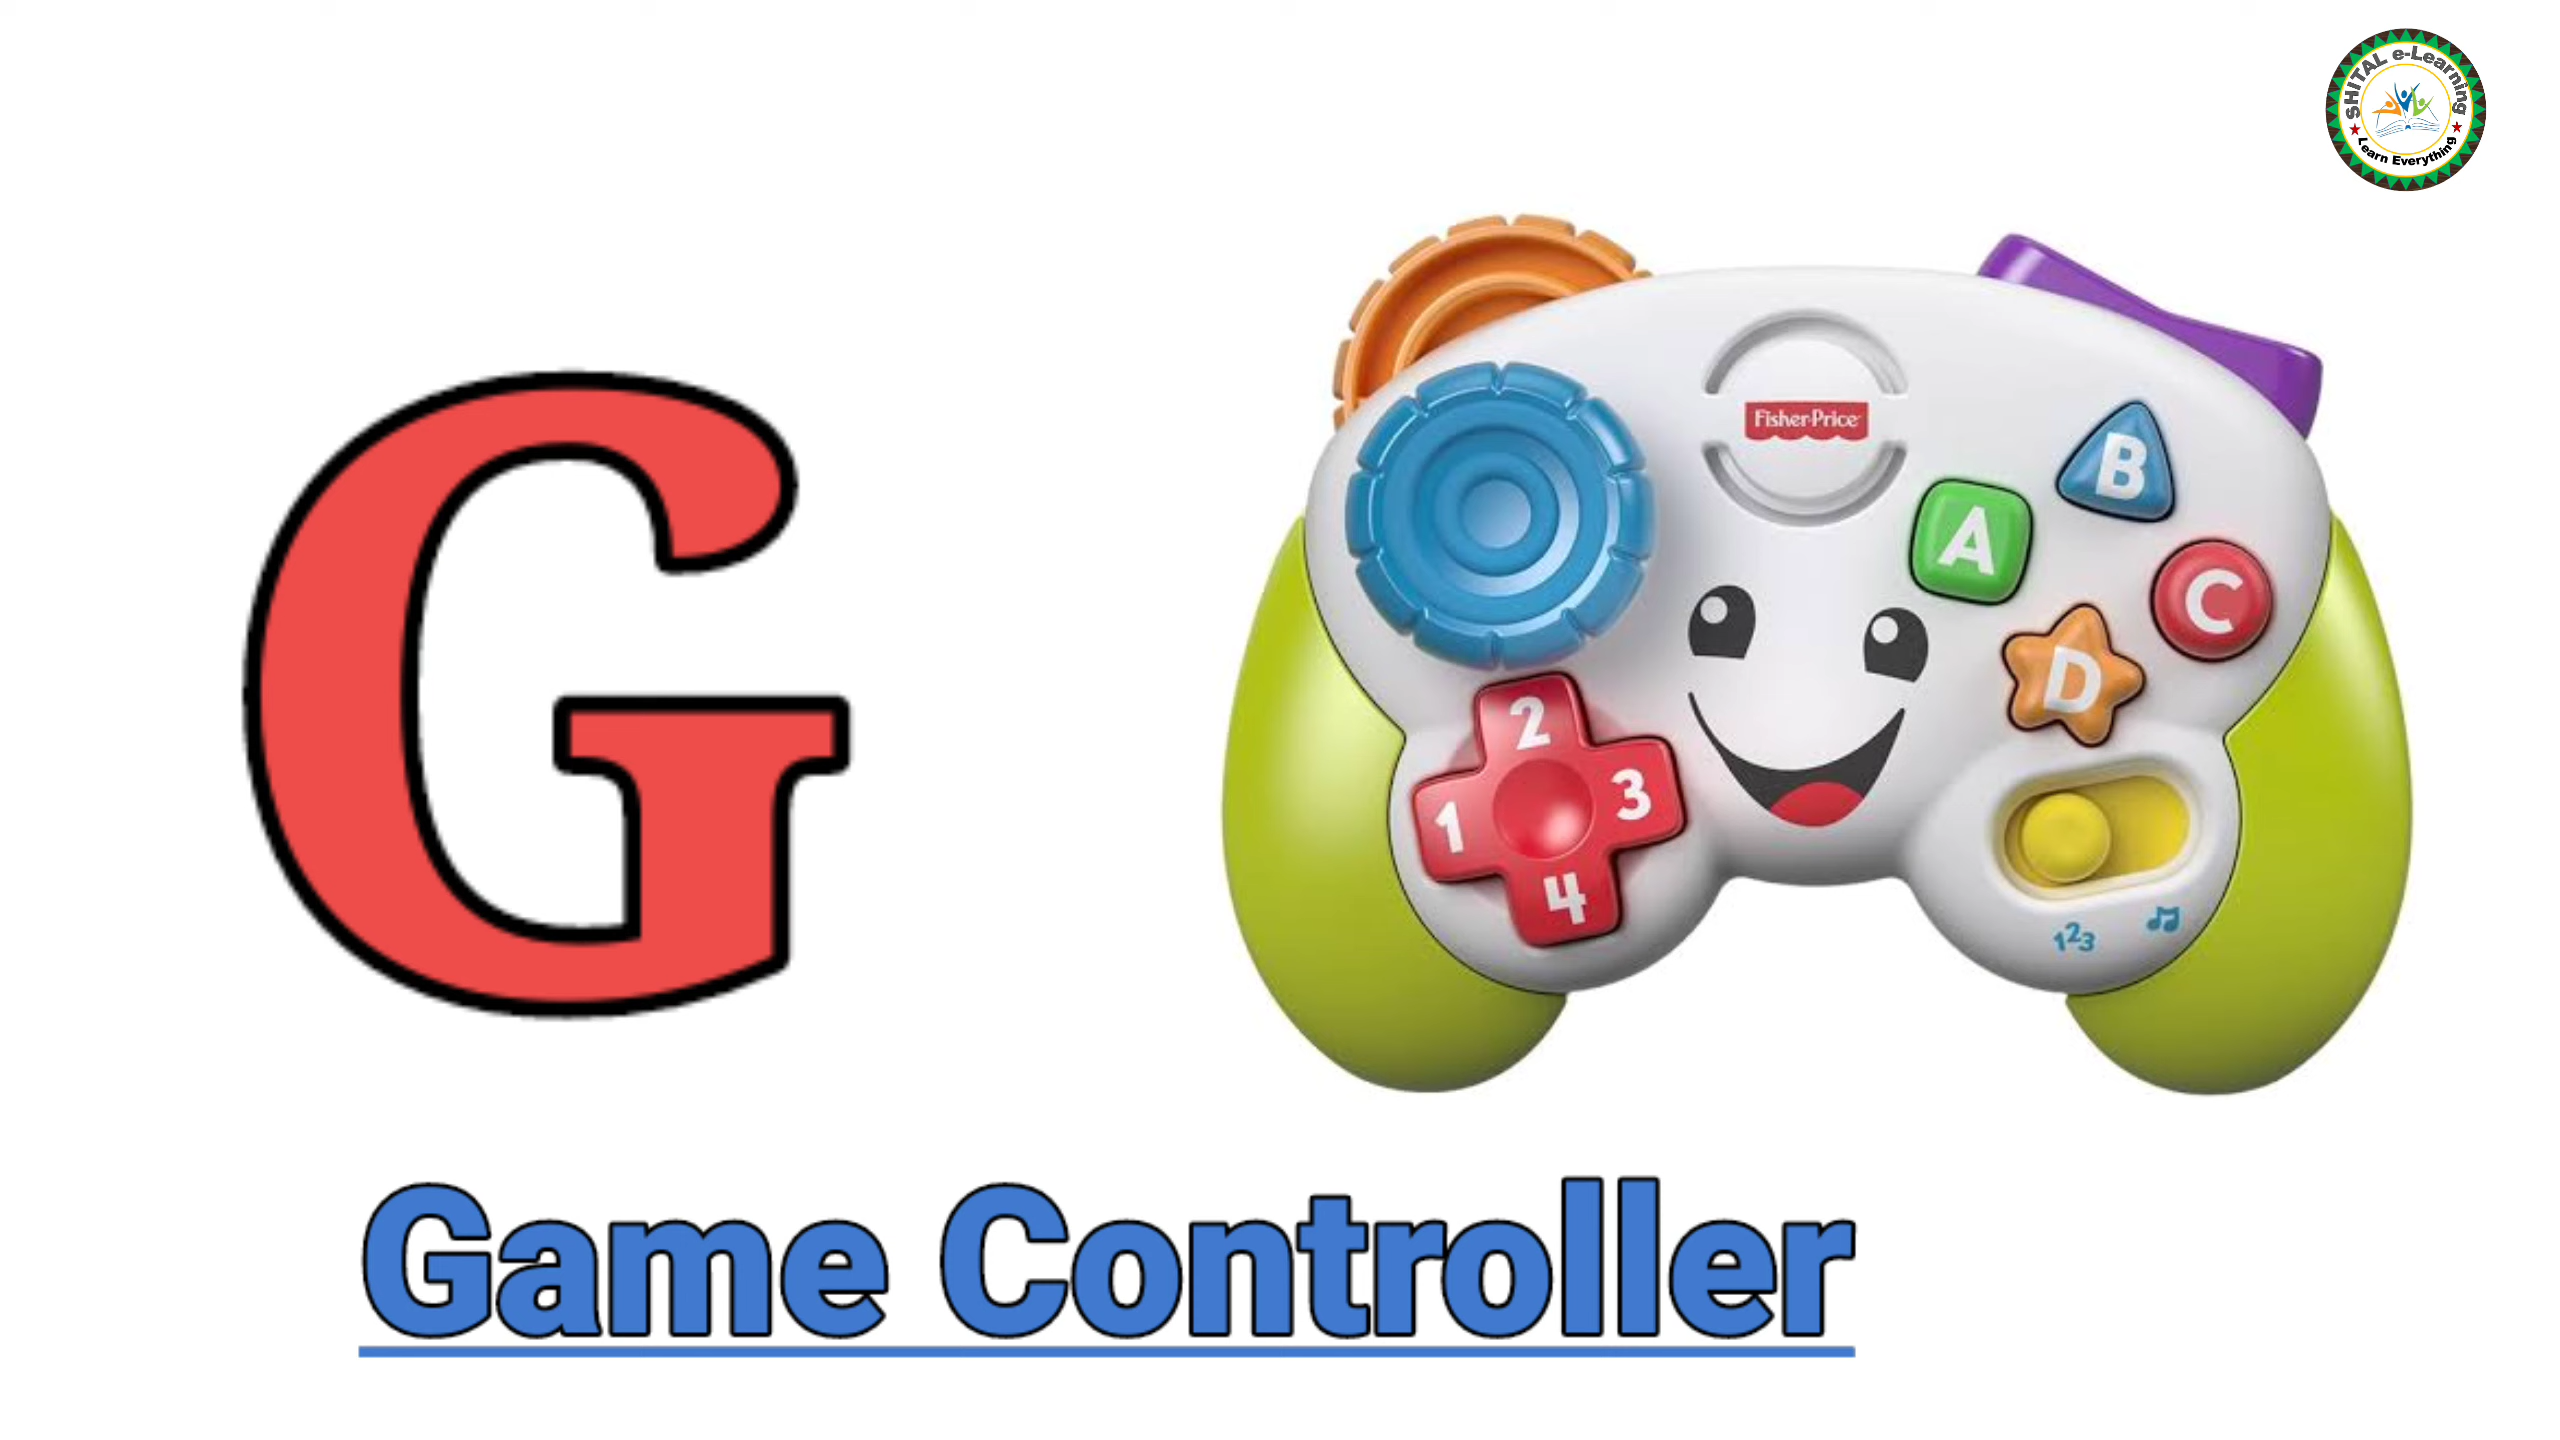 SHITAL e-Learning
Learn Everything
G
Fisher-Price
B
A
C
D
2
1 3
4
123
Game Controller